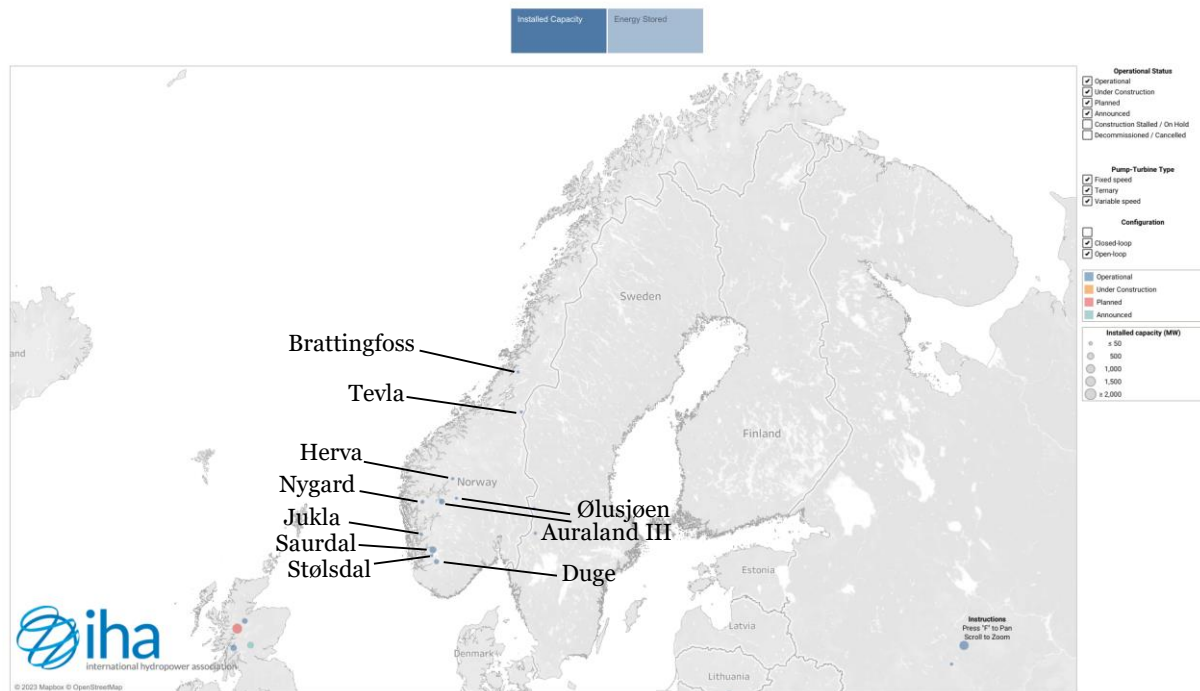 Installed Capacity
Energy Stored
Operational Status
Operational
Under Construction
Planned
Announced
Construction Stalled / On Hold
Decommissioned / Cancelled
Pump-Turbine Type
Fixed speed
Ternary
Variable speed
Configuration
Closed-loop
Open-loop
Operational
Under Construction
Planned
Announced
Installed capacity (MW)
≤ 50
500
1,000
1,500
≥ 2,000
Sweden
Brattingfoss
and
Tevla
Finland
Herva
Norway
Nygard
Ølusjøen
Jukla
Auraland III
Saurdal
Stølsdal
Duge
Estonia
Latvia
Instructions
Press "F" to Pan
Scroll to Zoom
iha
international hydropower association
Denmark
Lithuania
© 2023 Mapbox © OpenStreetMap